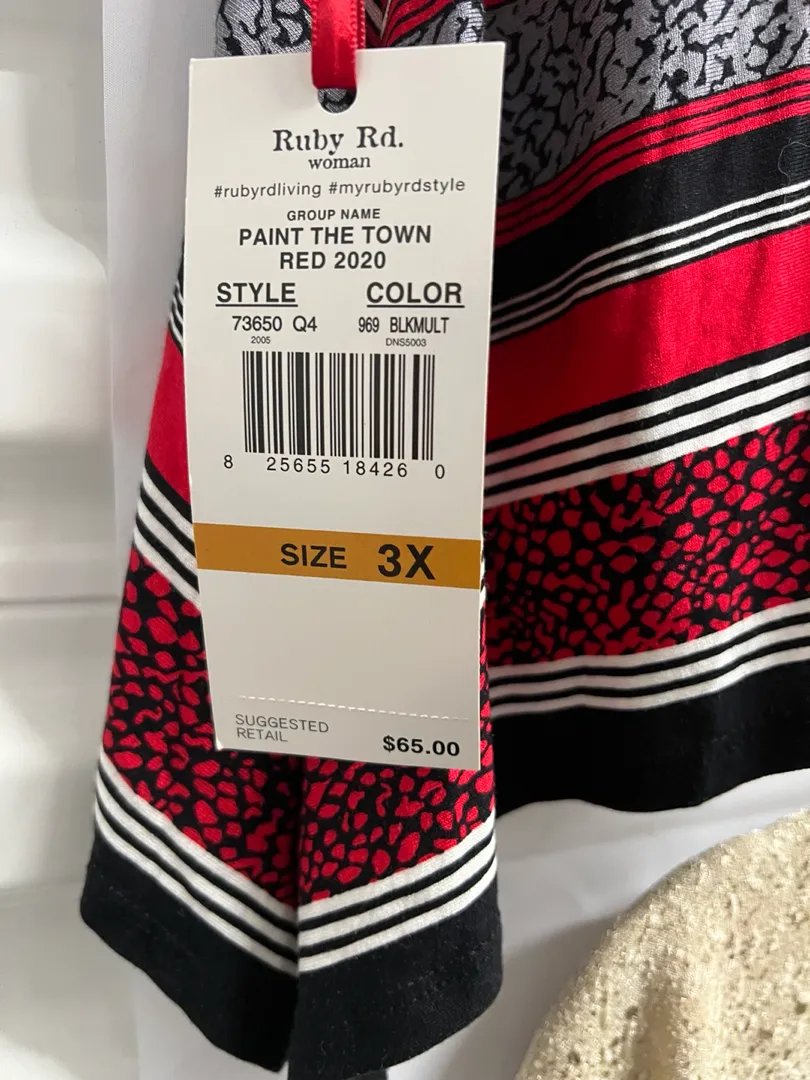 Ruby Rd.
woman
#rubyrdliving #myrubyrdstyle
GROUP NAME
PAINT THE TOWN
RED 2020
STYLE COLOR
73650 Q4 969 BLKMULT
2005 DNS5003
8 25655 18426 0
SIZE 3X
SUGGESTED
RETAIL
$65.00